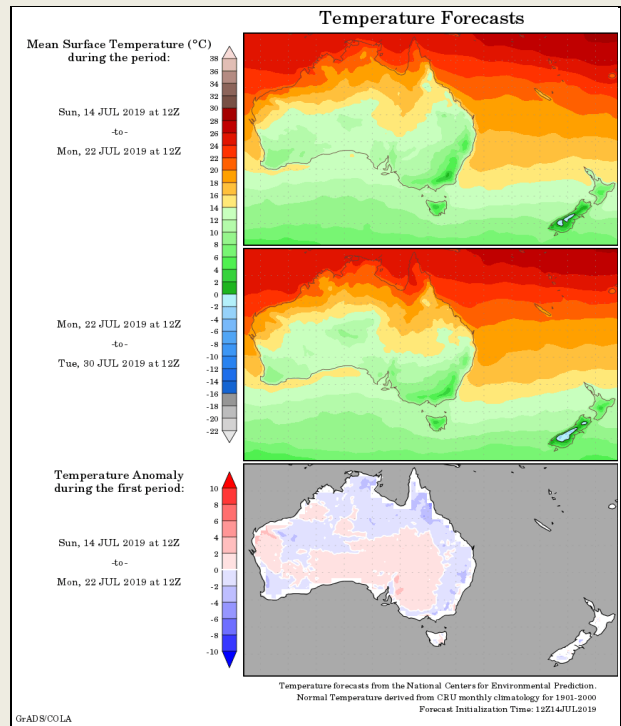 Temperature Forecasts
Mean Surface Temperature (°C)
during the period:
Sun, 14 JUL 2019 at 12Z
-to-
Mon, 22 JUL 2019 at 12Z
38
36
34
32
30
28
26
24
22
20
18
16
14
12
10
8
6
4
2
0
-2
-4
-6
-8
-10
-12
-14
-16
-18
-20
-22
Mon, 22 JUL 2019 at 12Z
-to-
Tue, 30 JUL 2019 at 12Z
Temperature Anomaly
during the first period:
Sun, 14 JUL 2019 at 12Z
-to-
Mon, 22 JUL 2019 at 12Z
10
8
6
4
2
0
-2
-4
-6
-8
-10
Temperature forecasts from the National Centers for Environmental Prediction.
Normal Temperature derived from CRU monthly climatology for 1901-2000
Forecast Initialization Time: 12Z14JUL2019
GrADS/COLA